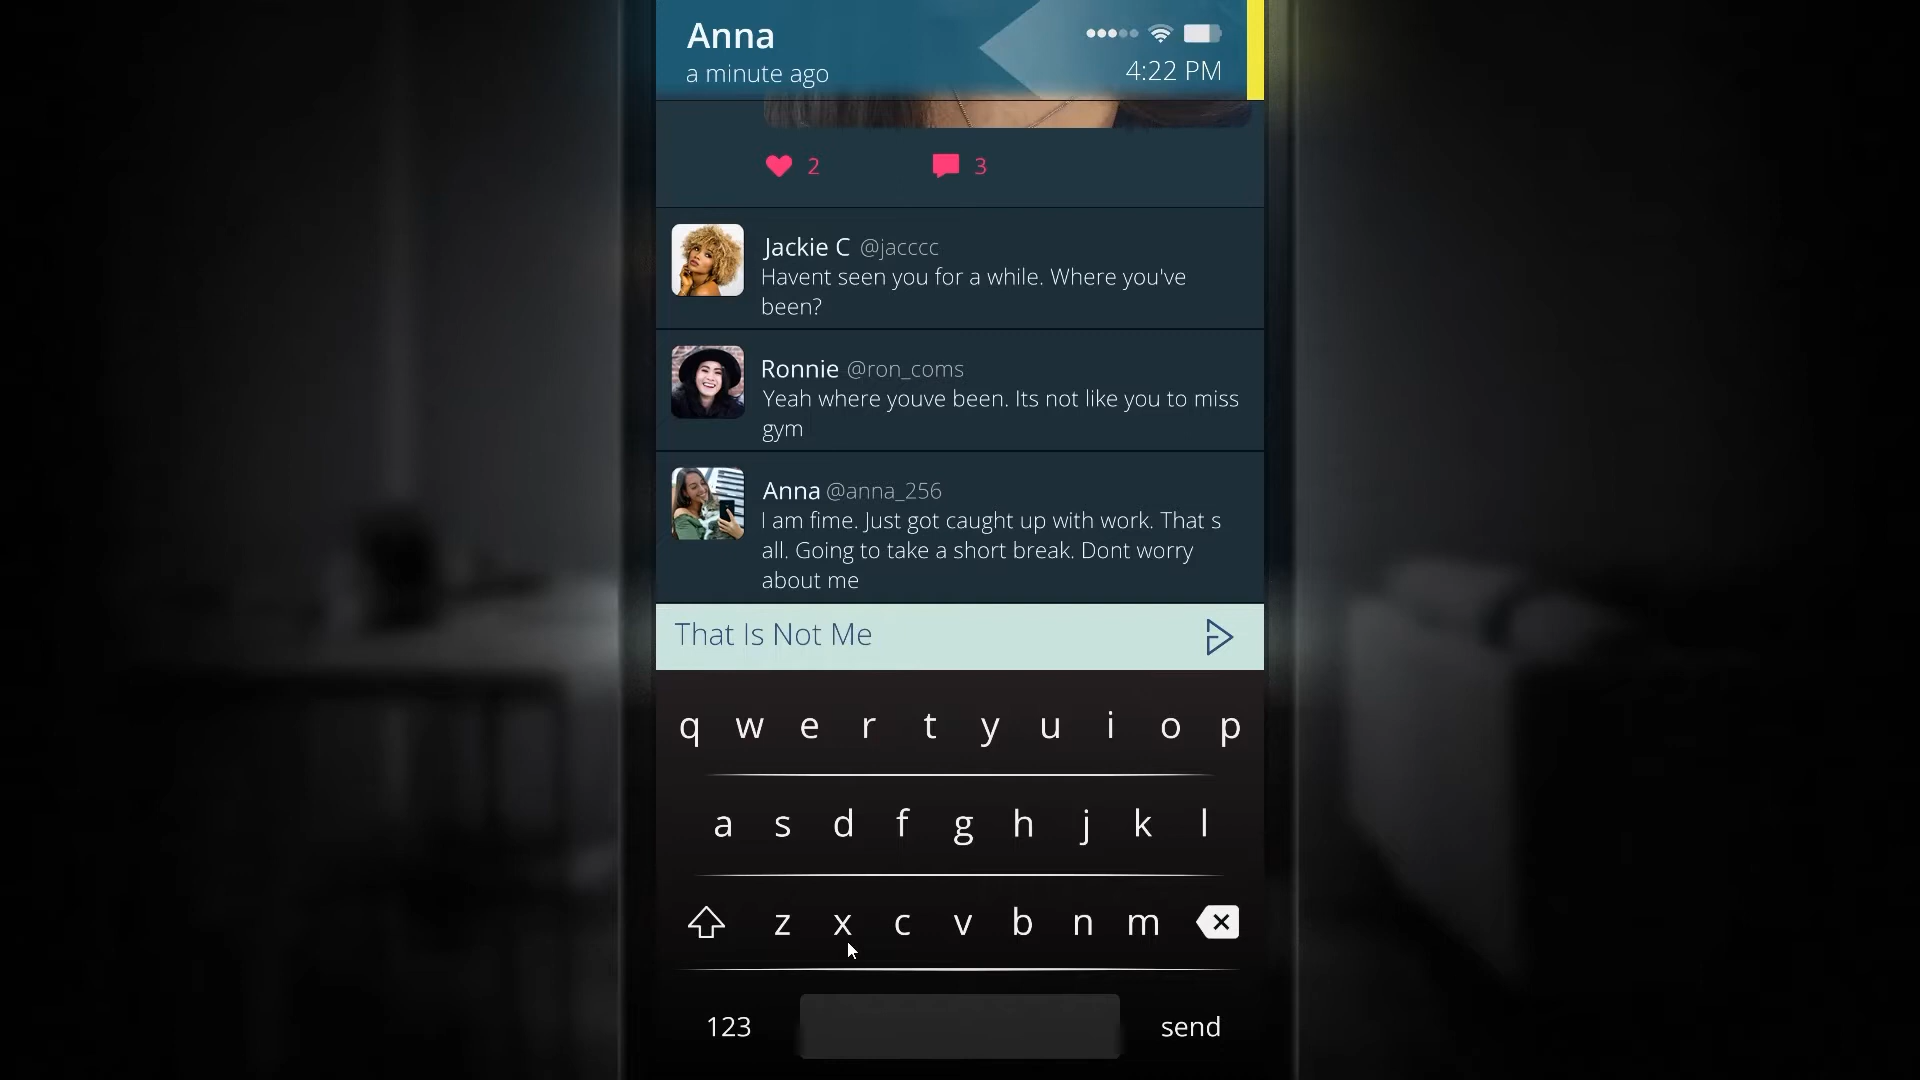 Anna
a minute ago
4:22 PM
2
3
Jackie C @jacccc
Havent seen you for a while. Where you've
been?
Ronnie @ron_coms
Yeah where youve been. Its not like you to miss
gym
Anna @anna_256
I am fime. Just got caught up with work. That s
all. Going to take a short break. Dont worry
about me
That Is Not Me
q w e r t y u i o p
a s d f g h j k l
z x c v b n m
123 send